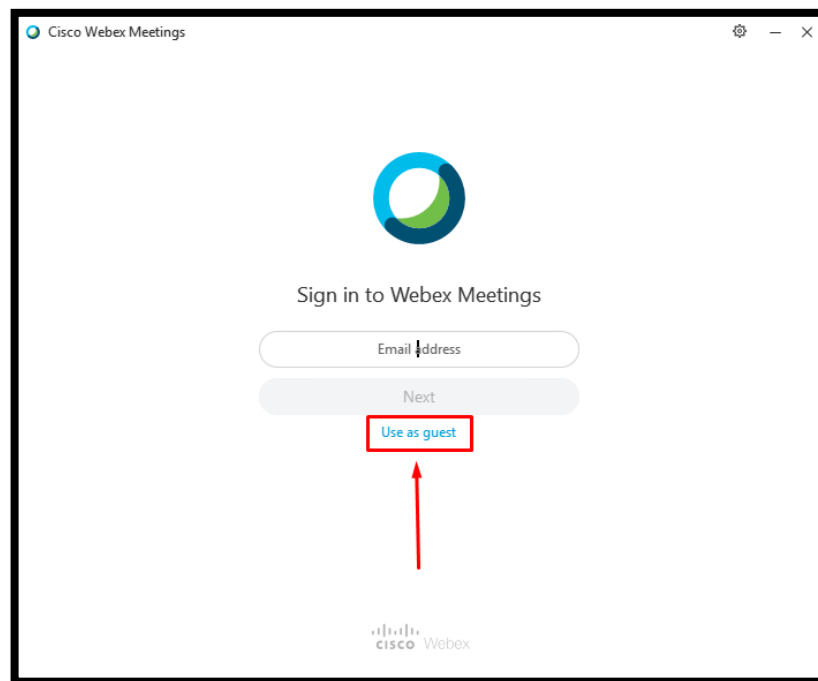 Cisco Webex Meetings
Sign in to Webex Meetings
Email address
Next
Use as guest
cisco Webex